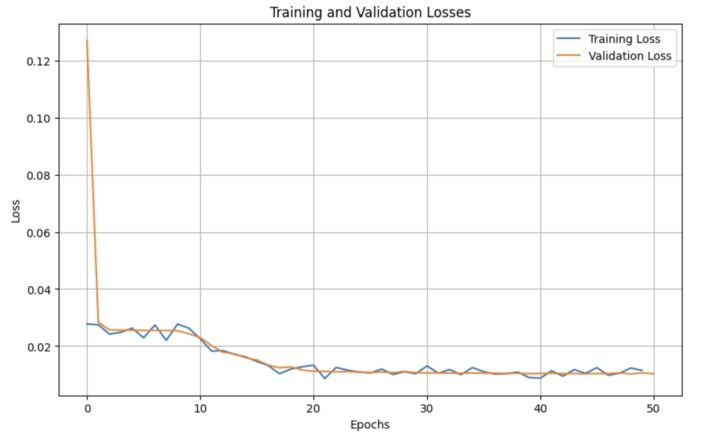 Training and Validation Losses
Training Loss
Validation Loss
0.12
0.10
0.08
0.06
0.04
0.02
Loss
0 10 20 30 40 50
Epochs